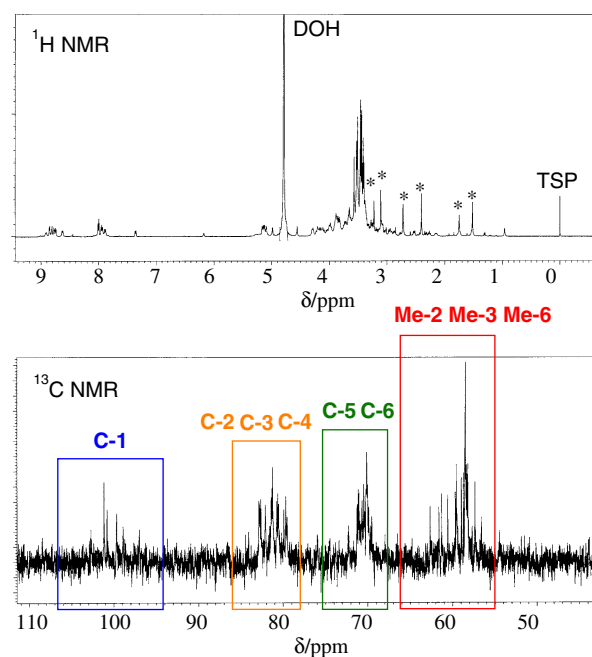 ¹H NMR
DOH
* * * * * *
TSP
9 8 7 6 5 4 3 2 1 0
δ/ppm
Me-2 Me-3 Me-6
¹³C NMR
C-5 C-6
C-2 C-3 C-4
C-1
110 100 90 80 70 60 50
δ/ppm